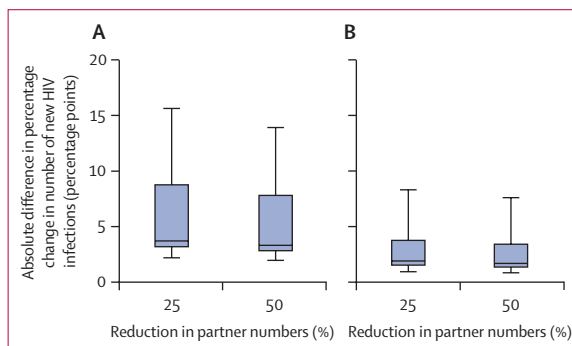 A
B
Absolute difference in percentage
change in number of new HIV
infections (percentage points)
20
15
10
5
0
25
50
25
50
Reduction in partner numbers (%)
Reduction in partner numbers (%)